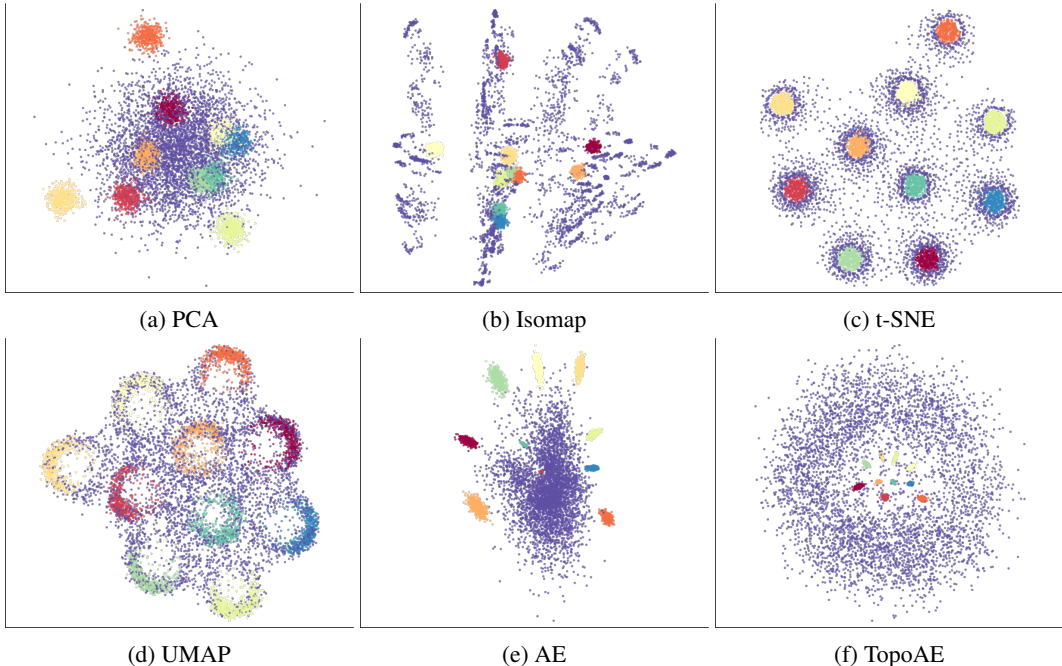 (a) PCA
(b) Isomap
(c) t-SNE
(d) UMAP
(e) AE
(f) TopoAE